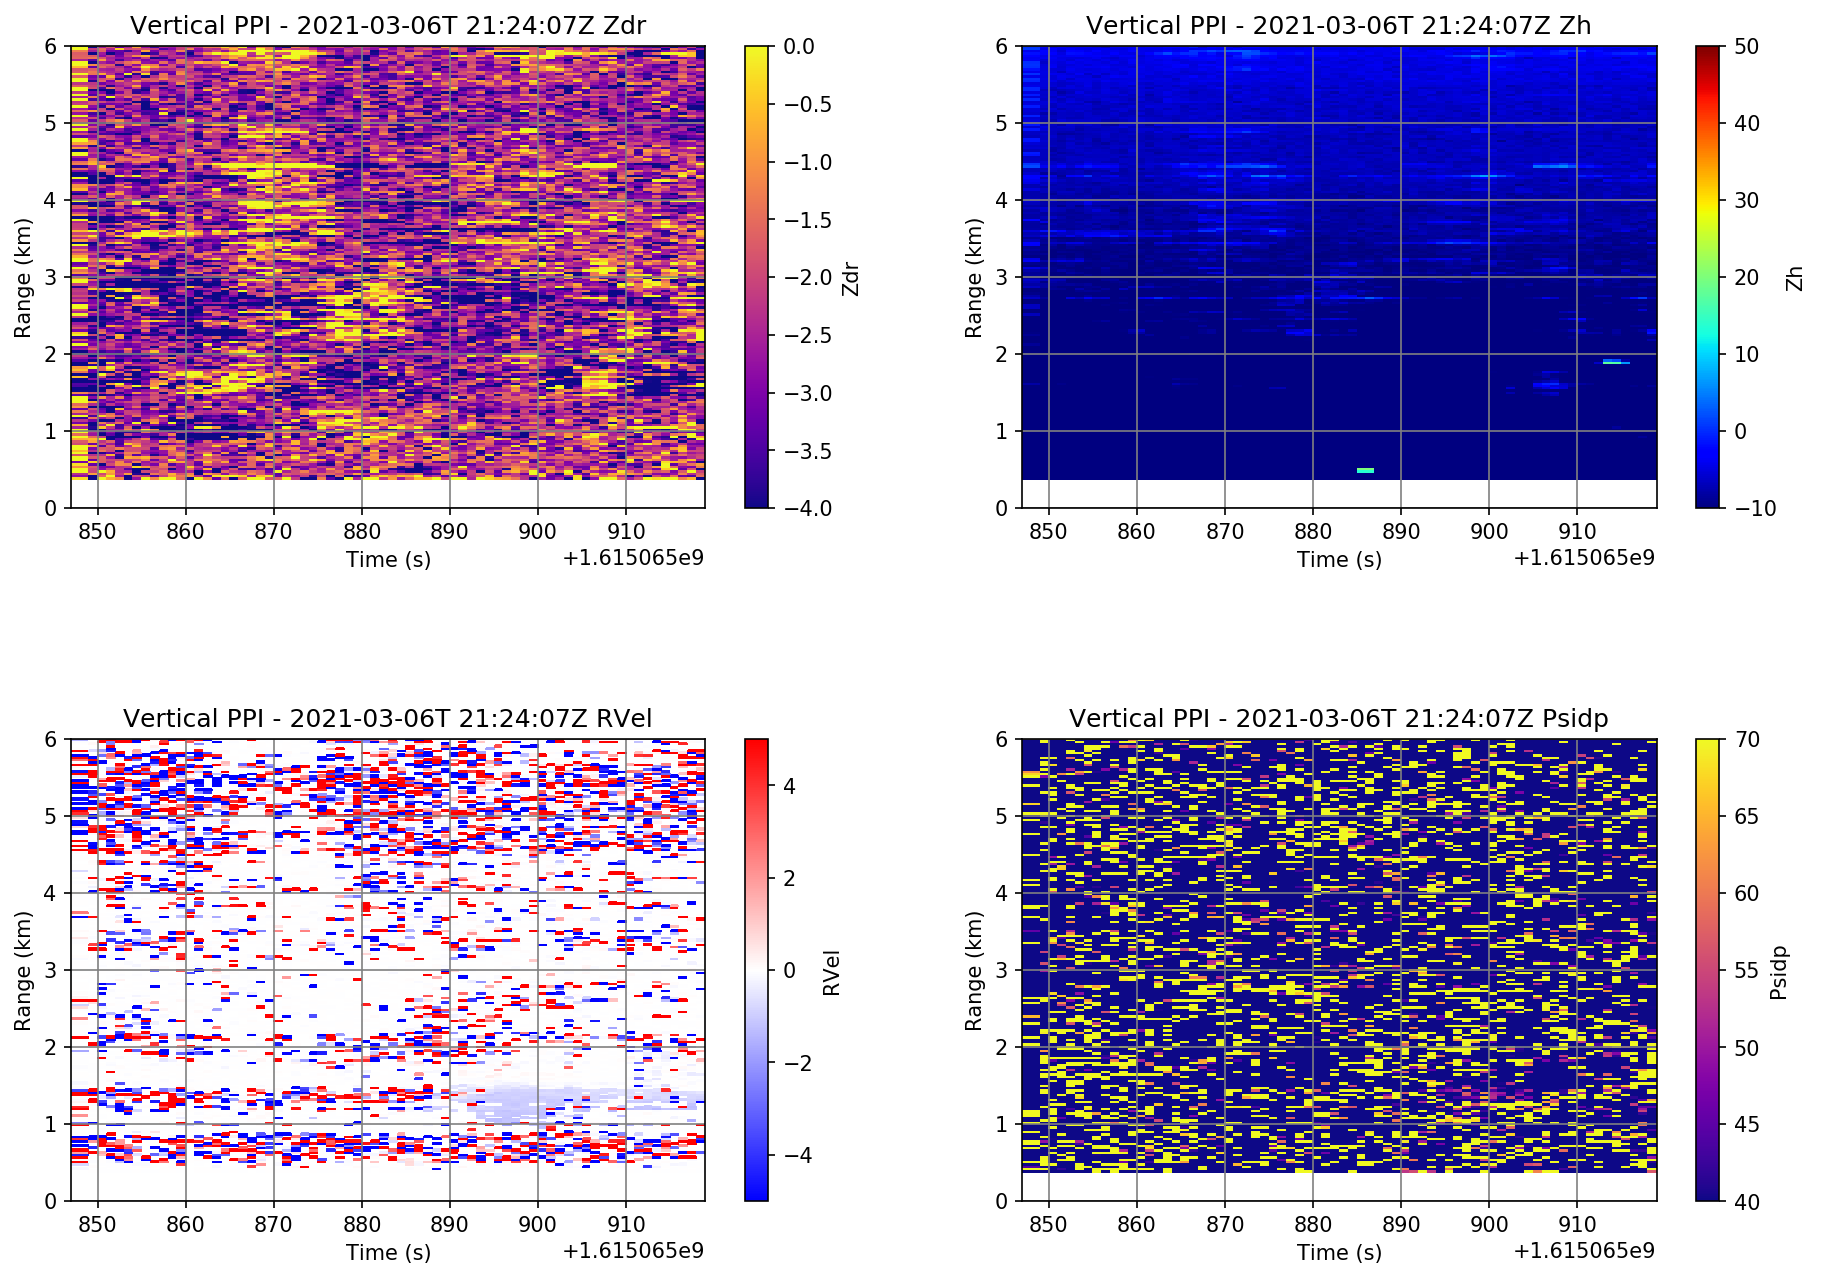 Vertical PPI - 2021-03-06T 21:24:07Z Zdr
6
5
4
3
2
1
0
Range (km)
850 860 870 880 890 900 910
Time (s)
+1.615065e9
0.0
−0.5
−1.0
−1.5
−2.0
−2.5
−3.0
−3.5
−4.0
Zdr
Vertical PPI - 2021-03-06T 21:24:07Z Zh
6
5
4
3
2
1
0
Range (km)
850 860 870 880 890 900 910
Time (s)
+1.615065e9
50
40
30
20
10
0
−10
Zh
Vertical PPI - 2021-03-06T 21:24:07Z RVel
6
5
4
3
2
1
0
Range (km)
850 860 870 880 890 900 910
Time (s)
+1.615065e9
4
2
0
−2
−4
RVel
Vertical PPI - 2021-03-06T 21:24:07Z Psidp
6
5
4
3
2
1
0
Range (km)
850 860 870 880 890 900 910
Time (s)
+1.615065e9
70
65
60
55
50
45
40
Psidp